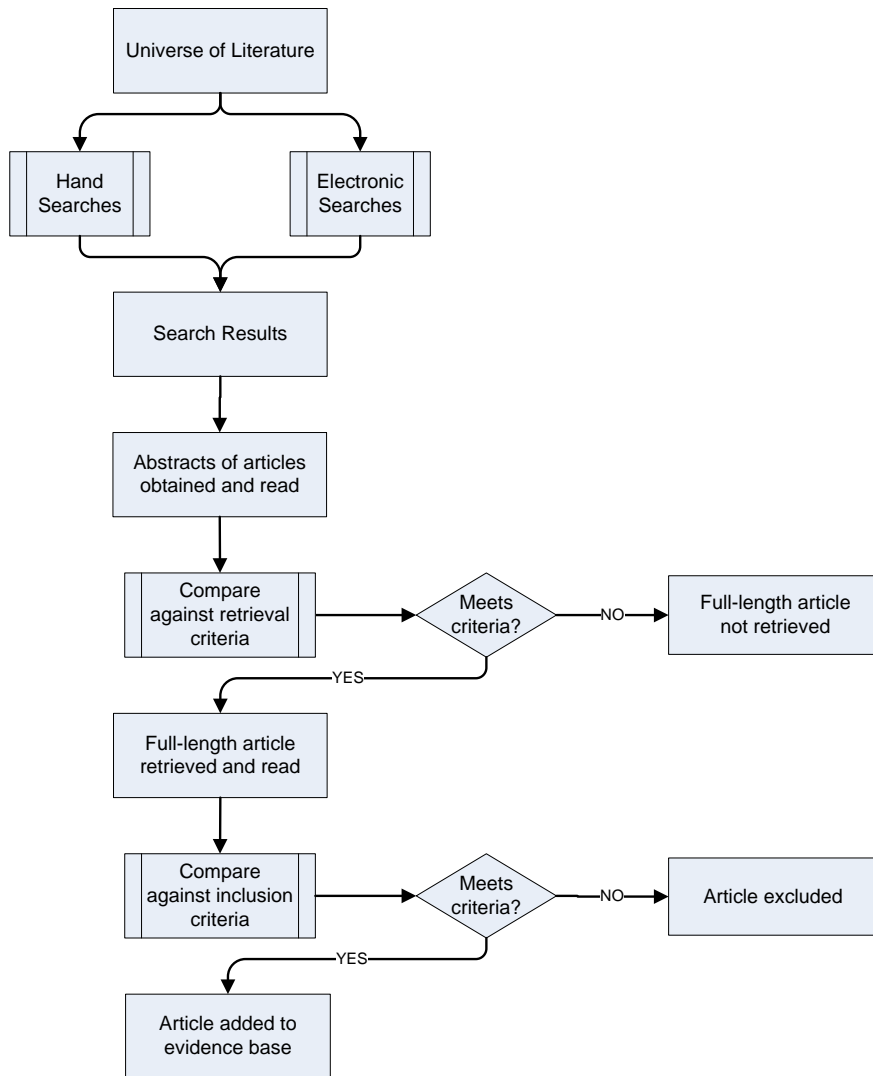 Universe of Literature
Hand
Searches
Electronic
Searches
Search Results
Abstracts of articles
obtained and read
Compare
against retrieval
criteria
Meets
criteria?
NO
Full-length article
not retrieved
YES
Full-length article
retrieved and read
Compare
against inclusion
criteria
Meets
criteria?
NO
Article excluded
YES
Article added to
evidence base